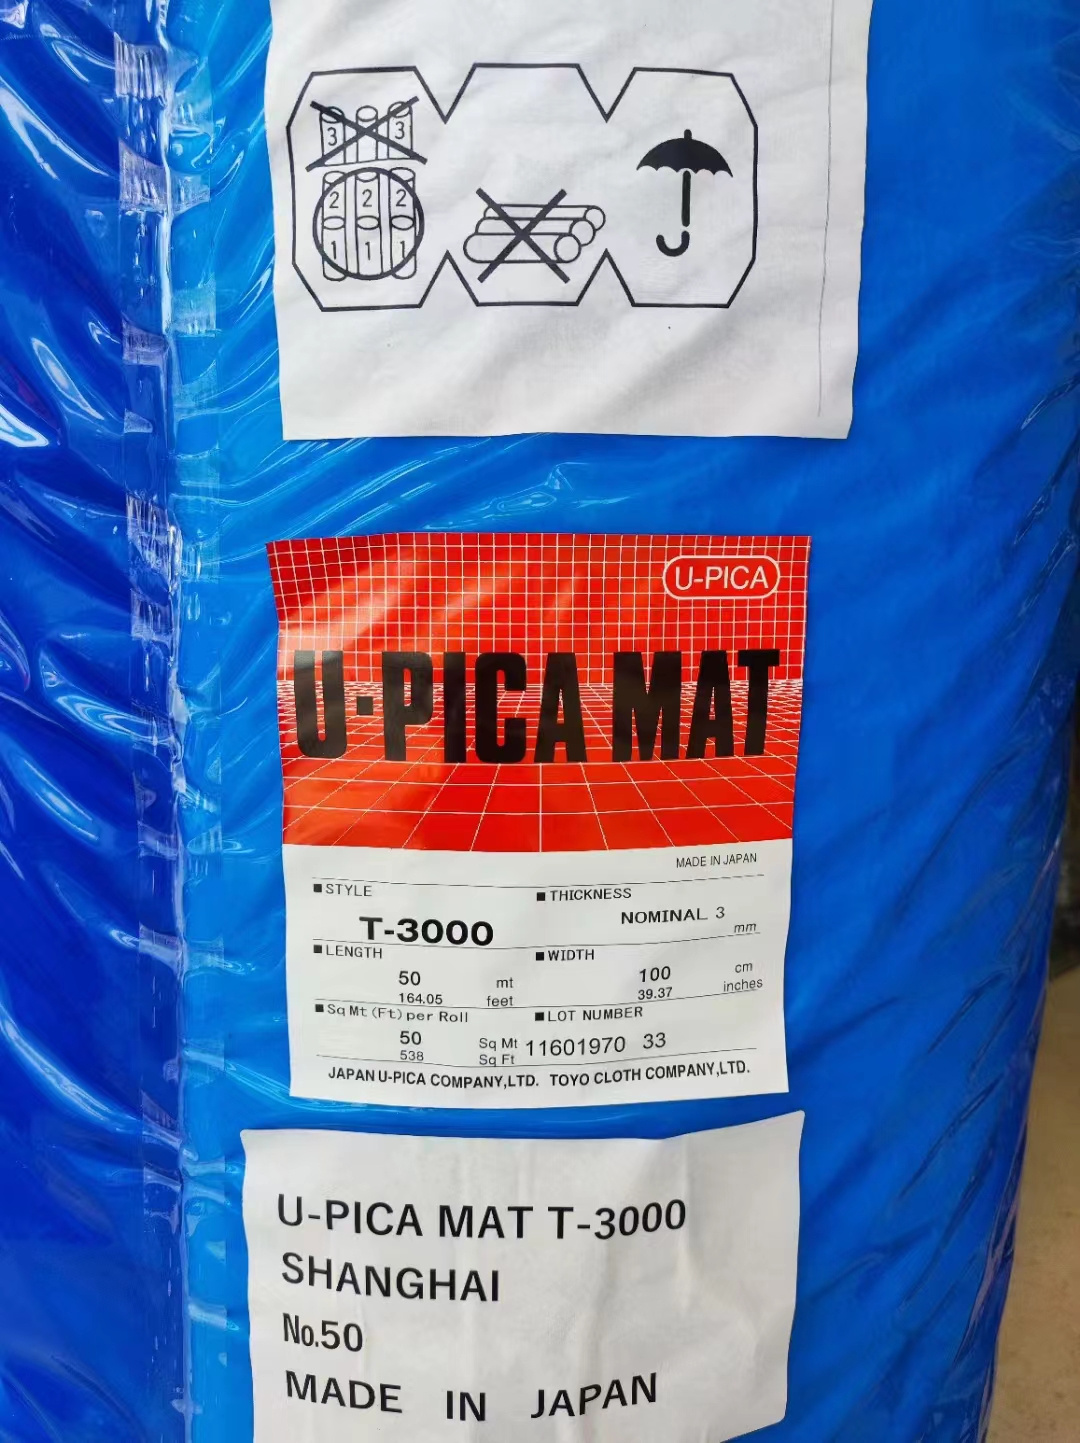 3 3
2 2 2
1 1 1
U-PICA
U-PICA MAT
MADE IN JAPAN
■STYLE ■THICKNESS
T-3000 NOMINAL 3 mm
■LENGTH ■WIDTH
50 mt 100 cm
164.05 feet 39.37 inches
■Sq Mt (Ft) per Roll ■LOT NUMBER
50 Sq Mt 11601970 33
538 Sq Ft
JAPAN U-PICA COMPANY,LTD. TOYO CLOTH COMPANY,LTD.
U-PICA MAT T-3000
SHANGHAI
No.50
MADE IN JAPAN